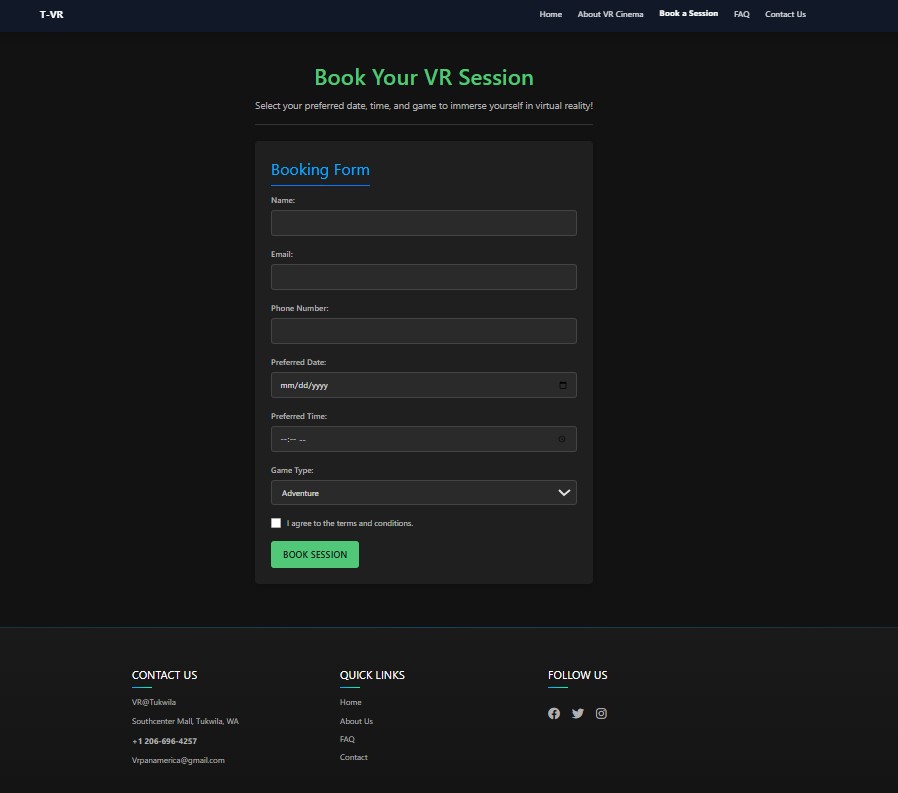 T-VR
Home About VR Cinema Book a Session FAQ Contact Us
Book Your VR Session
Select your preferred date, time, and game to immerse yourself in virtual reality!
Booking Form
Name:
Email:
Phone Number:
Preferred Date:
mm/dd/yyyy
Preferred Time:
--:-- --
Game Type:
Adventure
I agree to the terms and conditions.
BOOK SESSION
CONTACT US
VR@Tukwila
Southcenter Mall, Tukwila, WA
+1 206-696-4257
Vrpanamerica@gmail.com
QUICK LINKS
Home
About Us
FAQ
Contact
FOLLOW US